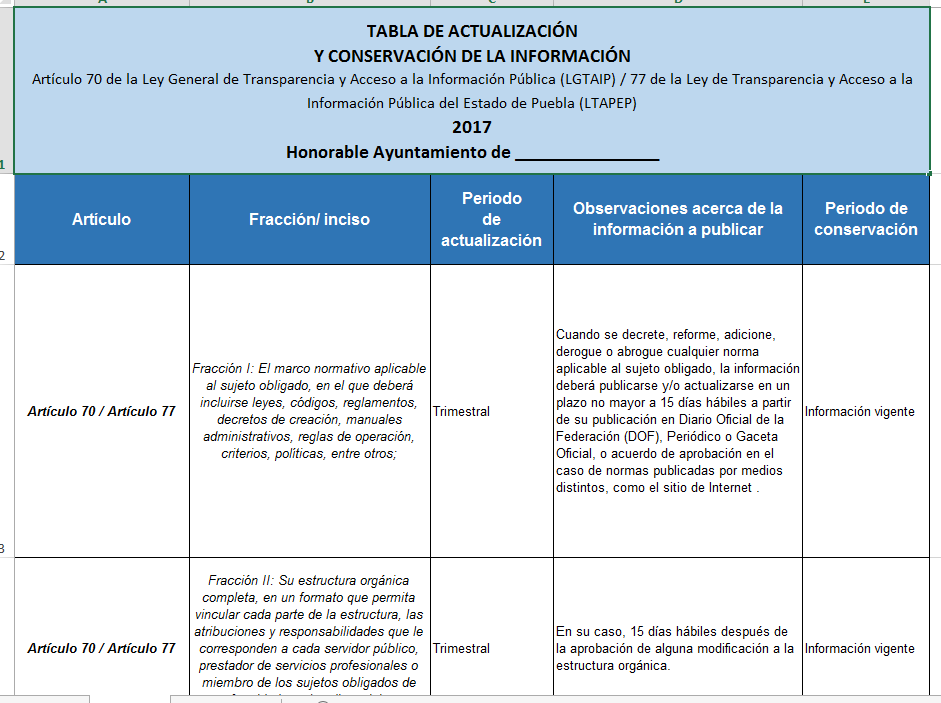 TABLA DE ACTUALIZACIÓN
Y CONSERVACIÓN DE LA INFORMACIÓN
Artículo 70 de la Ley General de Transparencia y Acceso a la Información Pública (LGTAIP) / 77 de la Ley de Transparencia y Acceso a la
Información Pública del Estado de Puebla (LTAPEP)
2017
Honorable Ayuntamiento de _______________
1
Artículo
Fracción/ inciso
Periodo
de
actualización
Observaciones acerca de la
información a publicar
Periodo de
conservación
2
Artículo 70 / Artículo 77
Fracción I: El marco normativo aplicable
al sujeto obligado, en el que deberá
incluirse leyes, códigos, reglamentos,
decretos de creación, manuales
administrativos, reglas de operación,
criterios, políticas, entre otros;
Trimestral
Cuando se decrete, reforme, adicione,
derogue o abrogue cualquier norma
aplicable al sujeto obligado, la información
deberá publicarse y/o actualizarse en un
plazo no mayor a 15 días hábiles a partir
de su publicación en Diario Oficial de la
Federación (DOF), Periódico o Gaceta
Oficial, o acuerdo de aprobación en el
caso de normas publicadas por medios
distintos, como el sitio de Internet .
Información vigente
3
Artículo 70 / Artículo 77
Fracción II: Su estructura orgánica
completa, en un formato que permita
vincular cada parte de la estructura, las
atribuciones y responsabilidades que le
corresponden a cada servidor público,
prestador de servicios profesionales o
miembro de los sujetos obligados de
Trimestral
En su caso, 15 días hábiles después de
la aprobación de alguna modificación a la
estructura orgánica.
Información vigente